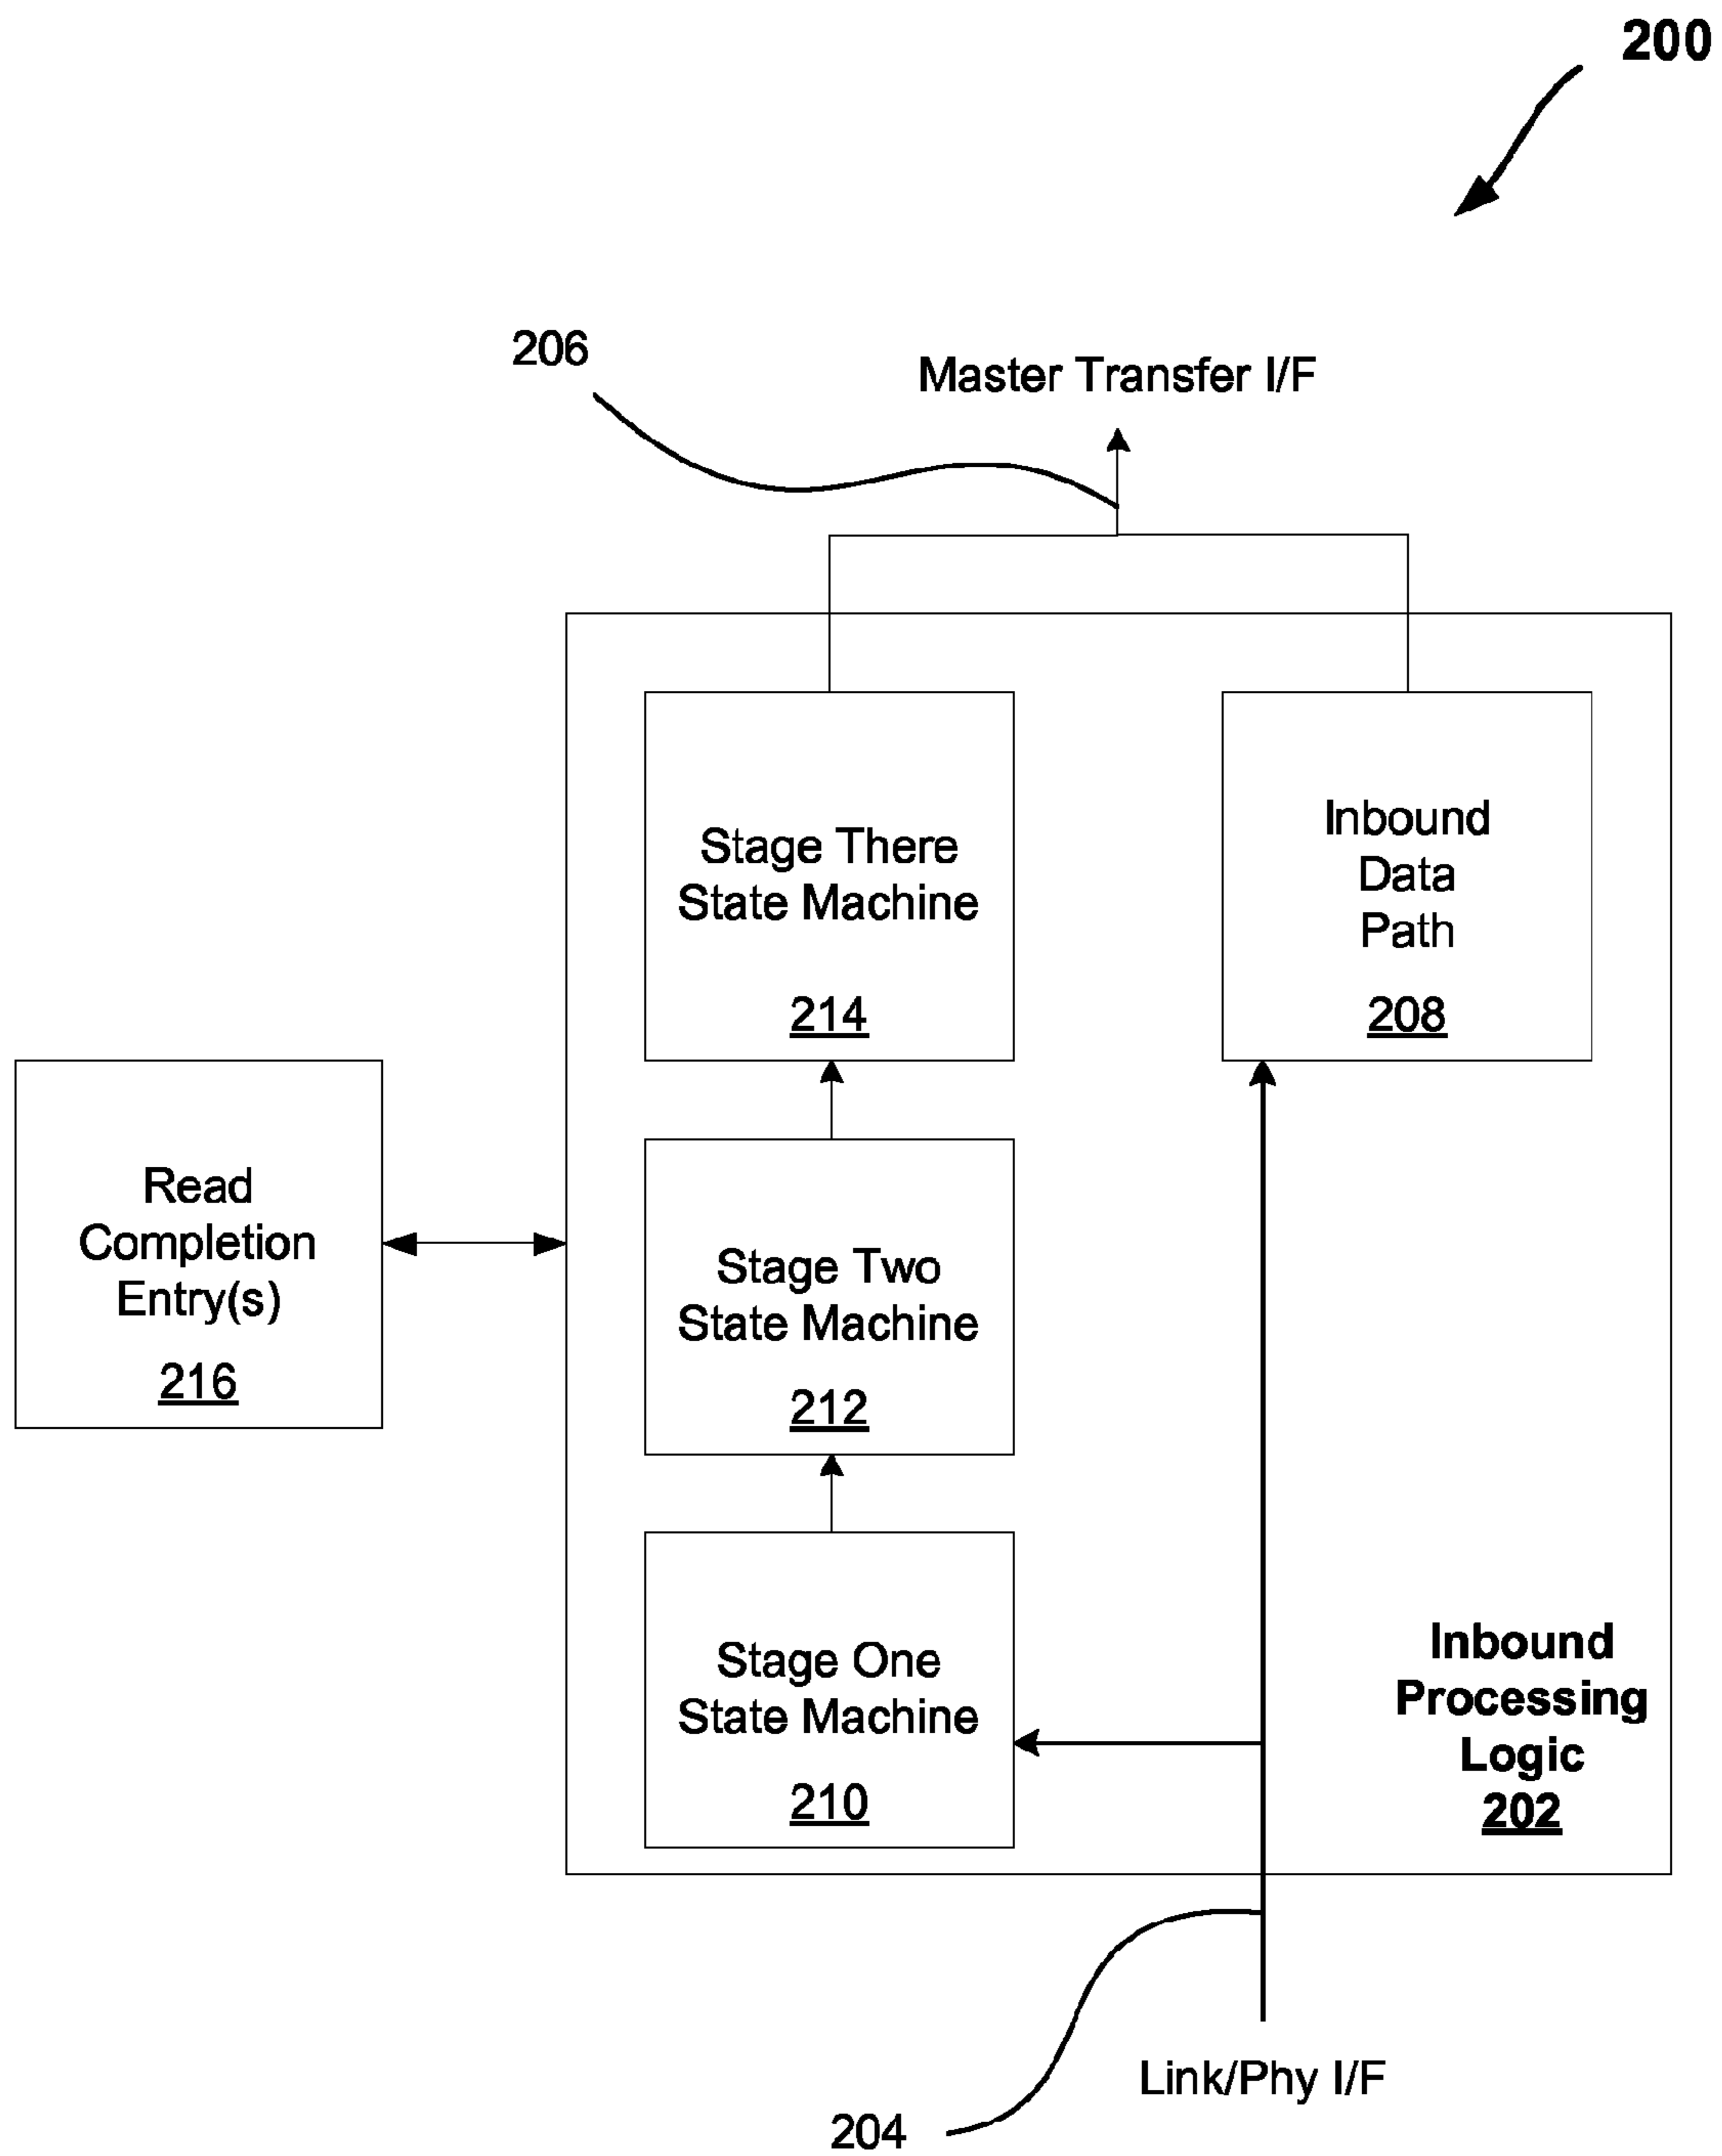 200
206
Master Transfer I/F
Stage There
State Machine
214
Inbound
Data
Path
208
Read
Completion
Entry(s)
216
Stage Two
State Machine
212
Stage One
State Machine
210
Inbound
Processing
Logic
202
Link/Phy I/F
204